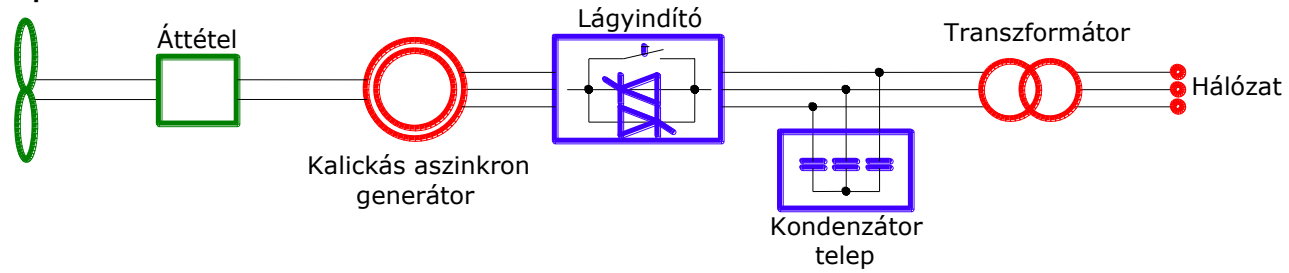 Áttétel
Lágyindító
Transzformátor
Hálózat
Kalickás aszinkron
generátor
Kondenzátor
telep